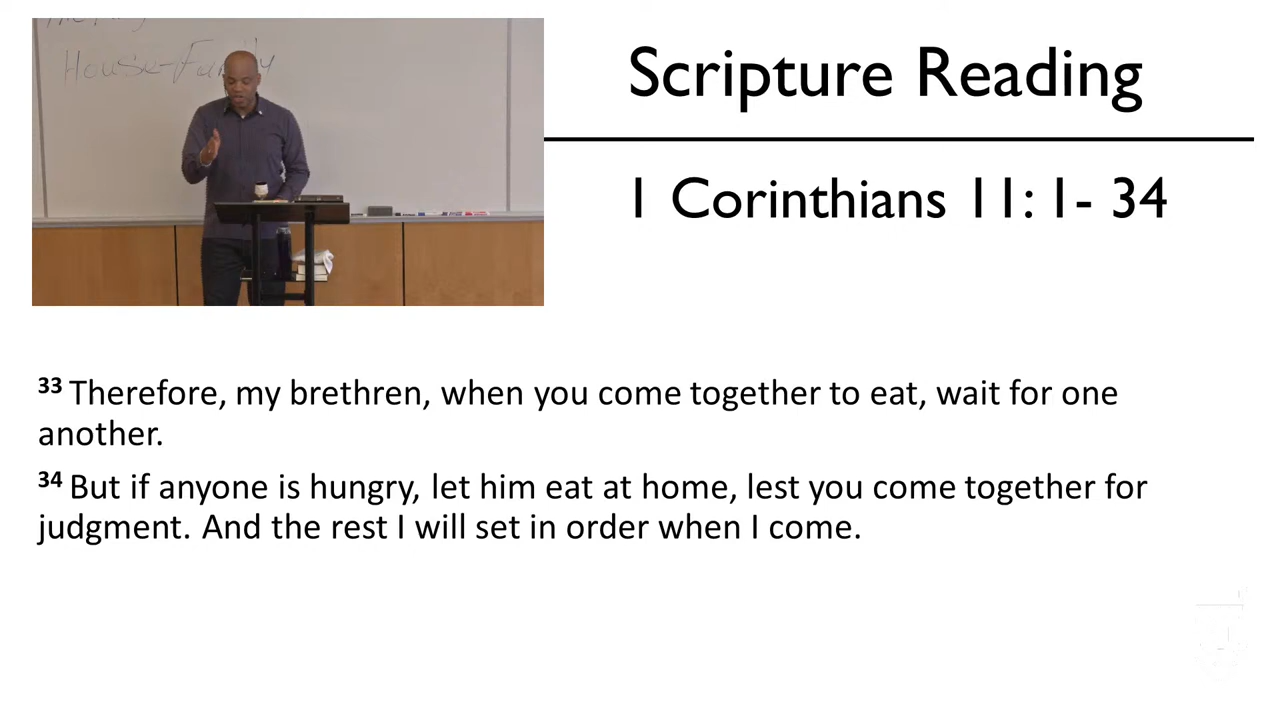 House-Family
Scripture Reading
1 Corinthians 11: 1- 34
33 Therefore, my brethren, when you come together to eat, wait for one
another.
34 But if anyone is hungry, let him eat at home, lest you come together for
judgment. And the rest I will set in order when I come.